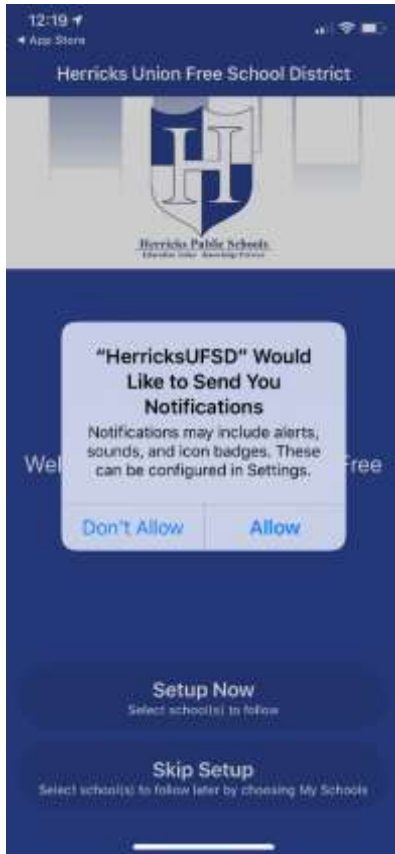 12:19
◀ App Store
Herricks Union Free School District
H
Herricks Public Schools
"HerricksUFSD" Would
Like to Send You
Notifications
Notifications may include alerts,
sounds, and icon badges. These
can be configured in Settings.
Wel
Free
Don't Allow
Allow
Setup Now
Select school(s) to follow
Skip Setup
Select school(s) to follow later by choosing My Schools